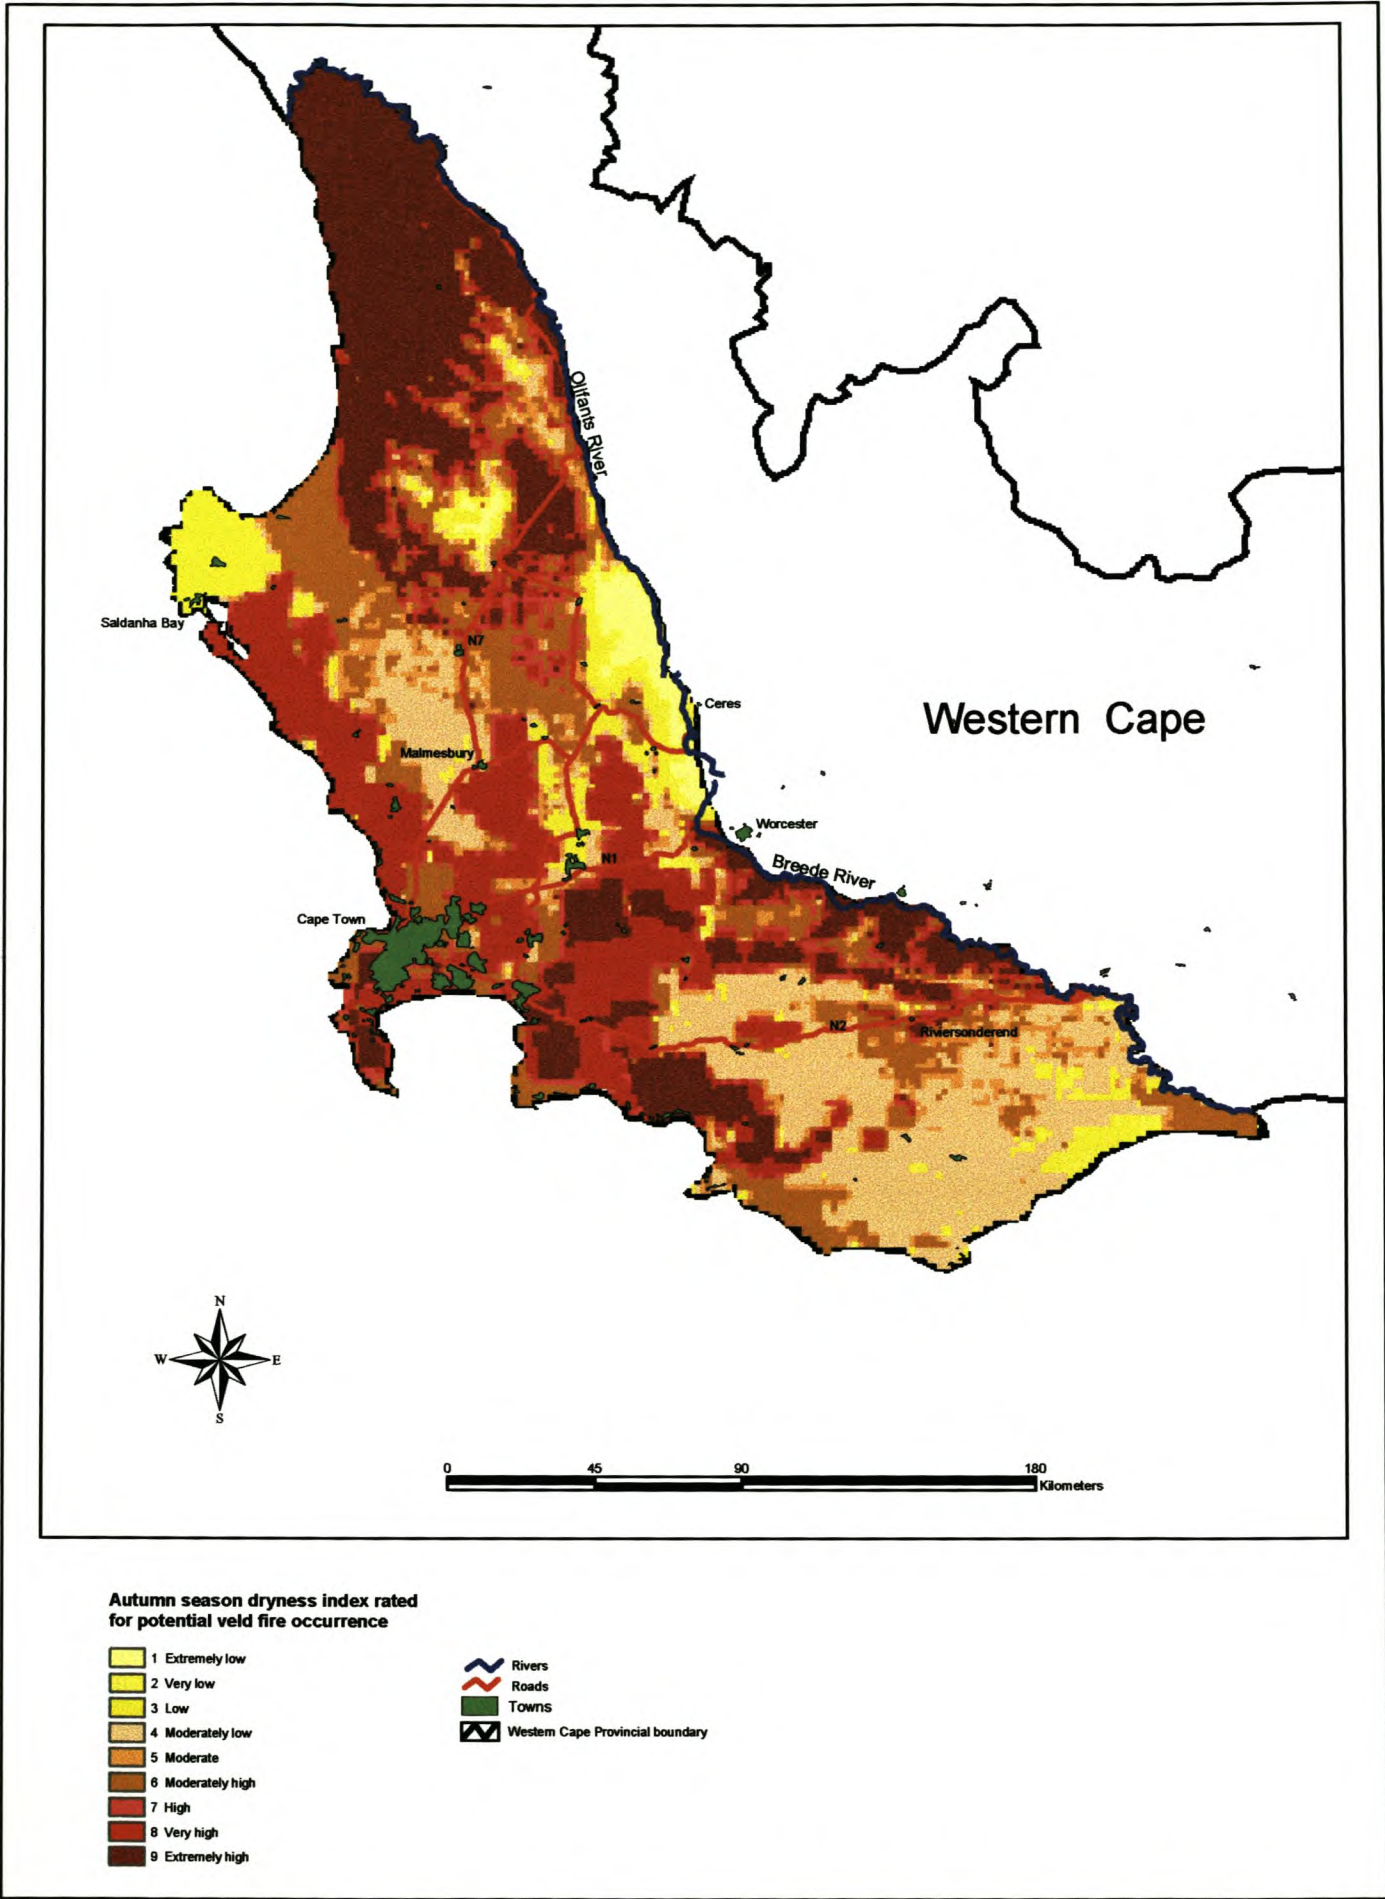 Olifants River
Saldanha Bay
N7
Ceres
Western Cape
Malmesbury
Worcester
N1
Breede River
Cape Town
N2
Riviersonderend
N
W
E
S
0 45 90 180
Kilometers
Autumn season dryness index rated
for potential veld fire occurrence
1 Extremely low
2 Very low
3 Low
4 Moderately low
5 Moderate
6 Moderately high
7 High
8 Very high
9 Extremely high
Rivers
Roads
Towns
Western Cape Provincial boundary